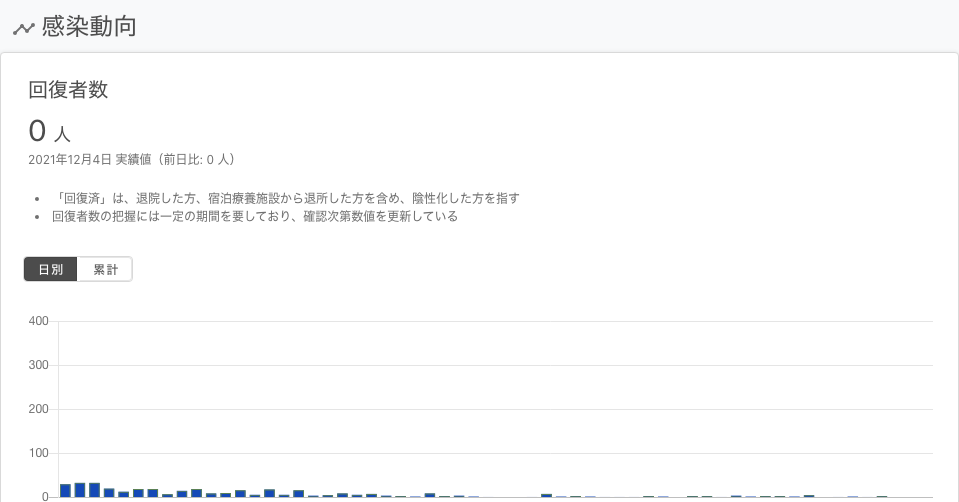 感染動向
回復者数
0 人
2021年12月4日 実績値（前日比: 0 人）
「回復済」は、退院した方、宿泊療養施設から退所した方を含め、陰性化した方を指す
回復者数の把握には一定の期間を要しており、確認次第数値を更新している
日別 累計
400
300
200
100
0